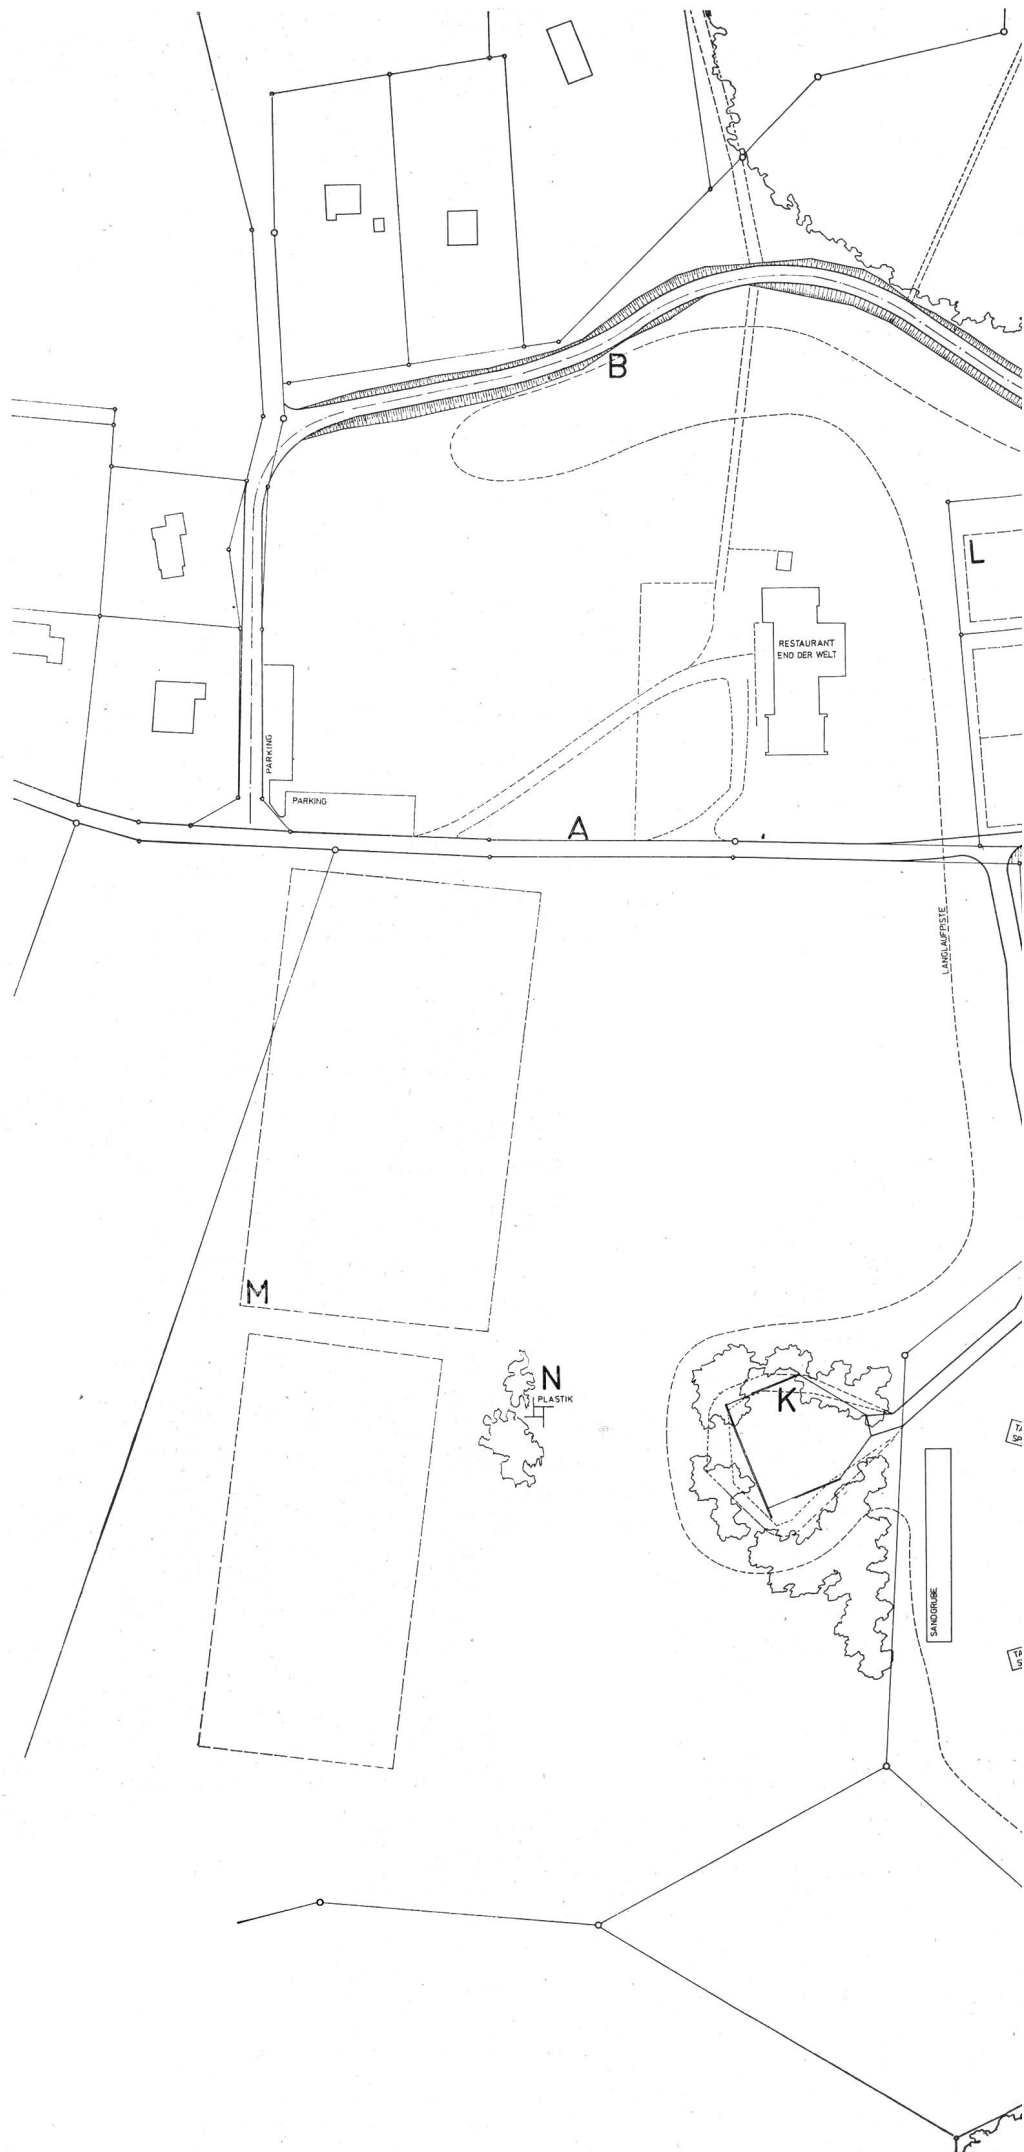 B
L
RESTAURANT
END DER WELT
PARKING
PARKING
A
LANGLAUFPISTE
M
N
PLASTIK
K
SANDGRUBE